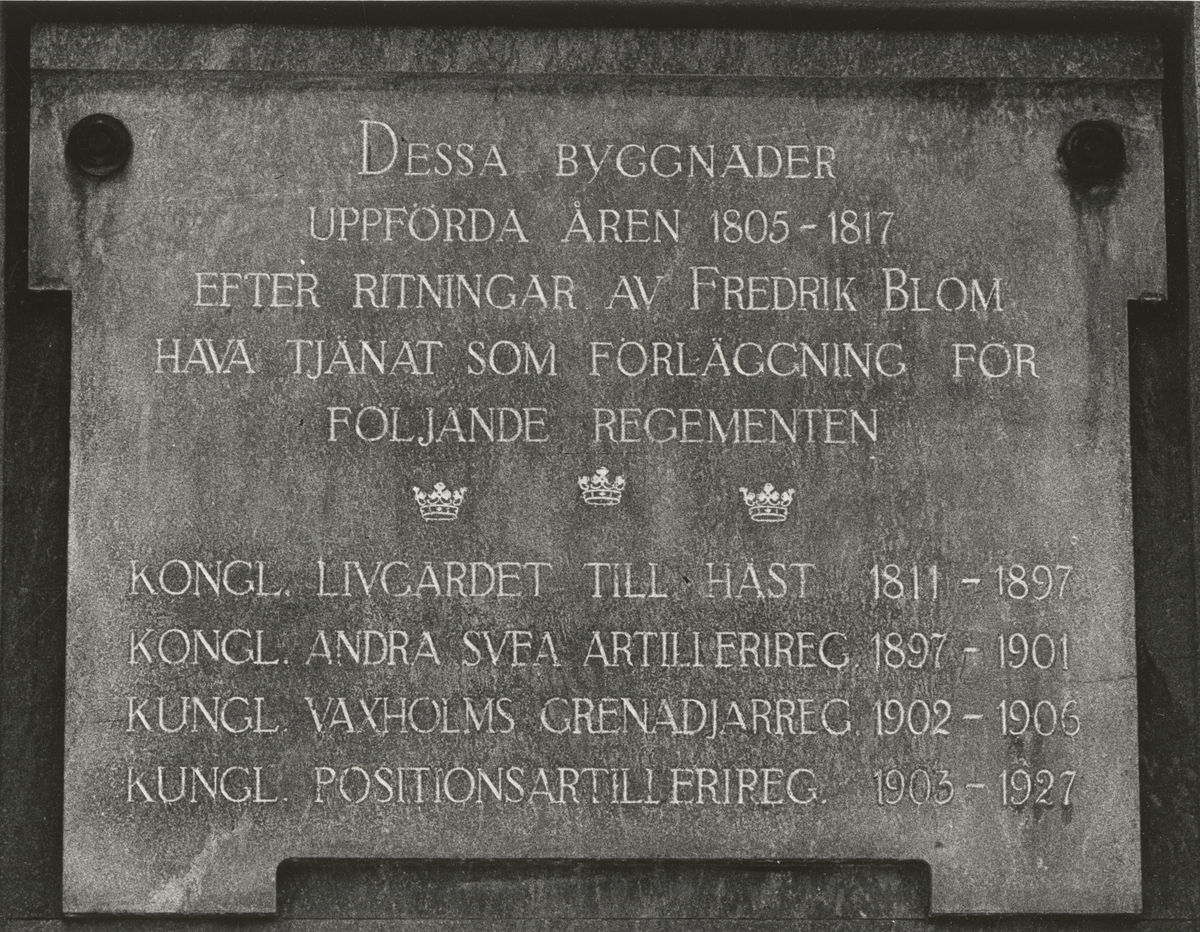 DESSA BYGGNADER
UPPFÖRDA ÅREN 1805 - 1817
EFTER RITNINGAR AV FREDRIK BLOM
HAVA TJÄNAT SOM FÖRLÄGGNING FÖR
FÖLJANDE REGEMENTEN
KONGL. LIVGARDET TILL HÄST 1811 - 1897
KONGL. ANDRA SVEA ARTILLERIREG. 1897 - 1901
KUNGL. VAXHOLMS GRENADJÄRREG. 1902 - 1906
KUNGL. POSITIONSARTILLERIREG. 1903 - 1927